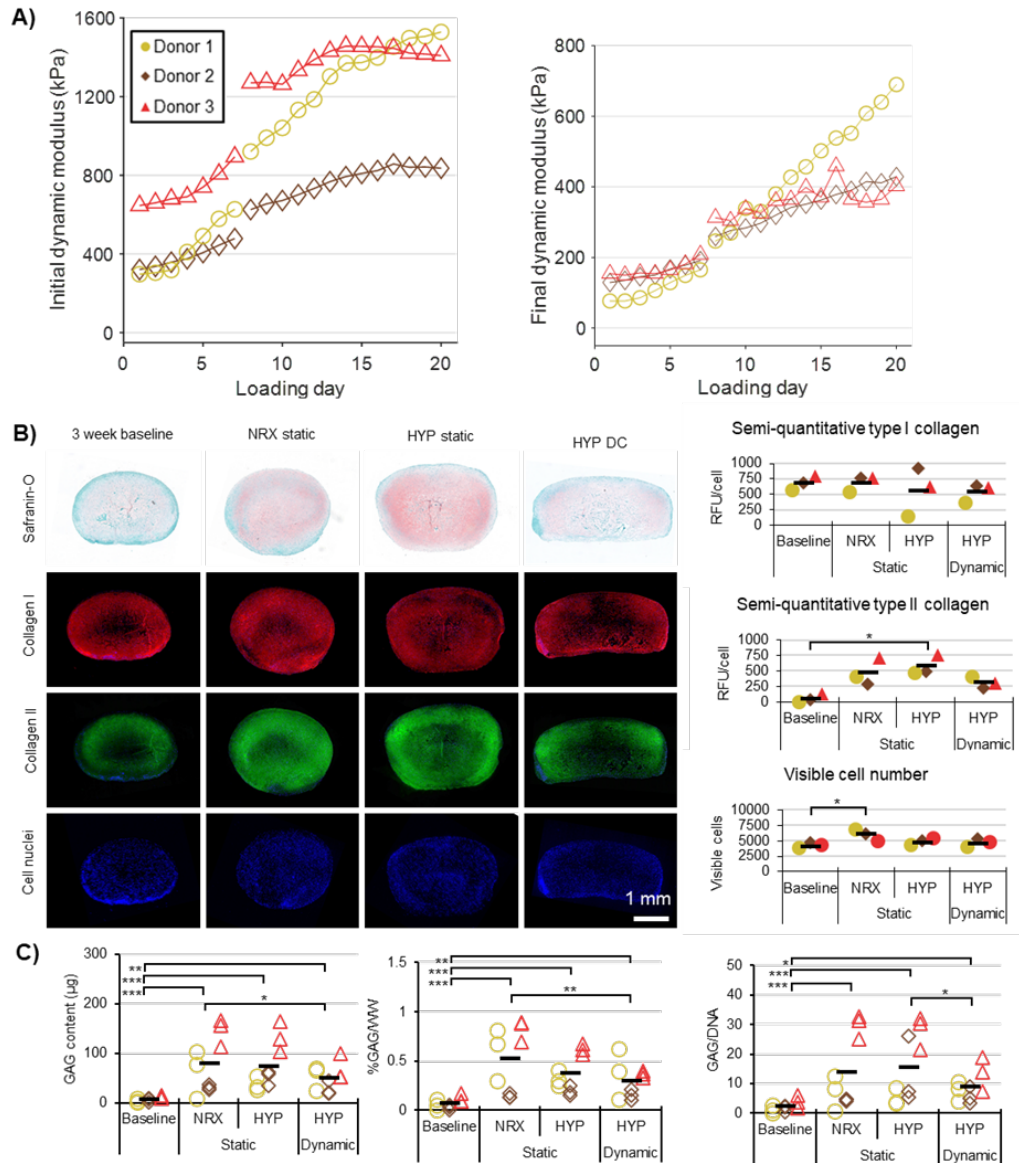 A)
Donor 1
Donor 2
Donor 3
Initial dynamic modulus (kPa)
1600
1200
800
400
0
0 5 10 15 20
Loading day
Final dynamic modulus (kPa)
800
600
400
200
0
0 5 10 15 20
Loading day
B)
3 week baseline
NRX static
HYP static
HYP DC
Safranin-O
Collagen I
Collagen II
Cell nuclei
1 mm
Semi-quantitative type I collagen
RFU/cell
1000
750
500
250
0
Baseline NRX HYP HYP
Static Dynamic
Semi-quantitative type II collagen
*
RFU/cell
1000
750
500
250
0
Baseline NRX HYP HYP
Static Dynamic
Visible cell number
*
Visible cells
10000
7500
5000
2500
0
Baseline NRX HYP HYP
Static Dynamic
C)
GAG content (µg)
300
200
100
0
**
***
***
*
Baseline NRX HYP HYP
Static Dynamic
%GAG/WW
1.5
1
0.5
0
**
***
***
**
Baseline NRX HYP HYP
Static Dynamic
GAG/DNA
50
40
30
20
10
0
*
***
***
*
Baseline NRX HYP HYP
Static Dynamic